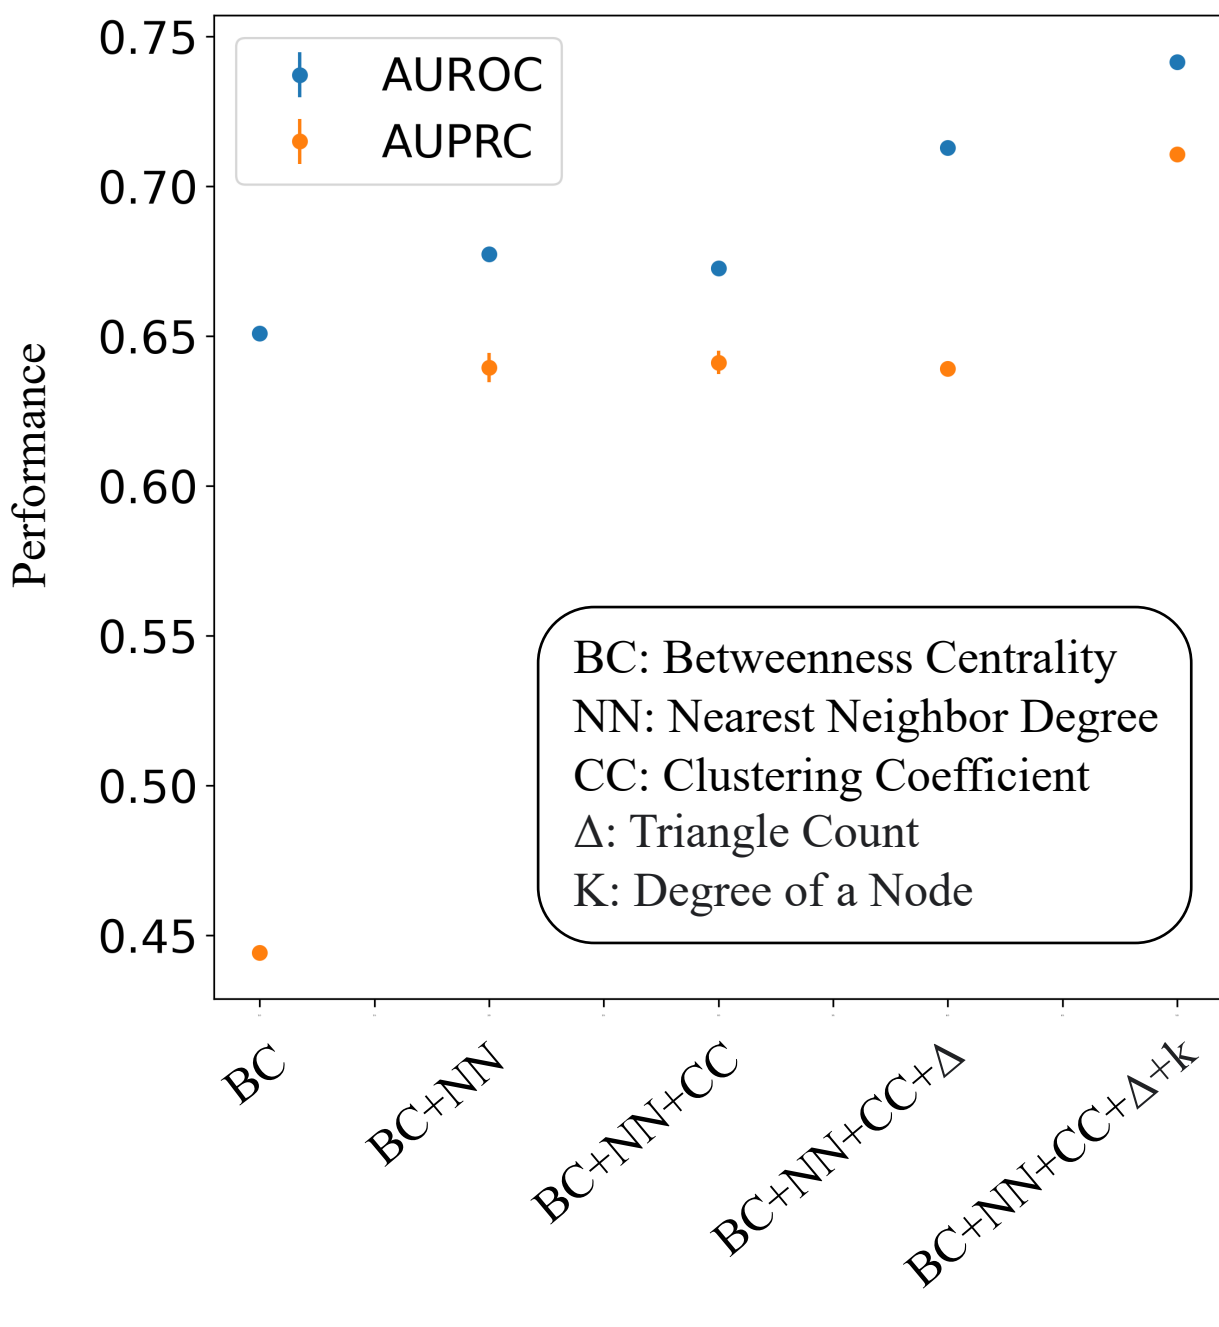 0.75
0.70
0.65
0.60
0.55
0.50
0.45
Performance
AUROC
AUPRC
BC: Betweenness Centrality
NN: Nearest Neighbor Degree
CC: Clustering Coefficient
Δ: Triangle Count
K: Degree of a Node
BC
BC+NN
BC+NN+CC
BC+NN+CC+Δ
BC+NN+CC+Δ+k